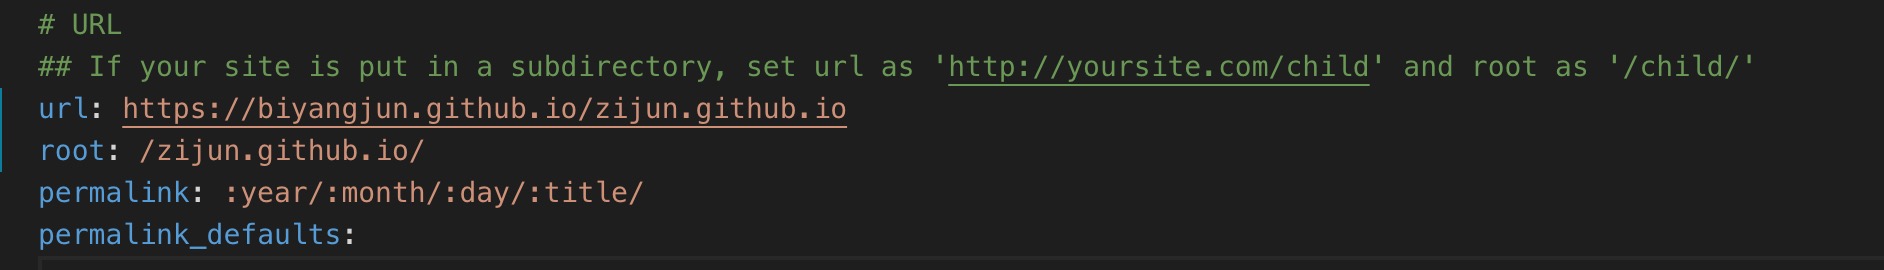 # URL
## If your site is put in a subdirectory, set url as 'http://yoursite.com/child' and root as '/child/'
url: https://biyangjun.github.io/zijun.github.io
root: /zijun.github.io/
permalink: :year/:month/:day/:title/
permalink_defaults: